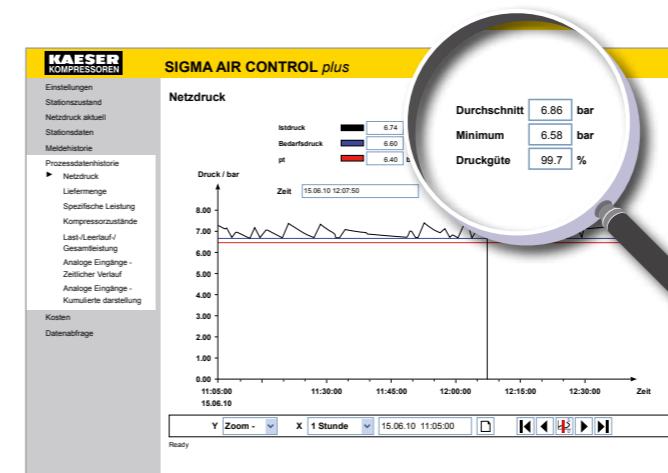 KAESER
KOMPRESSOREN
SIGMA AIR CONTROL plus
Einstellungen
Stationszustand
Netzdruck aktuell
Stationsdaten
Meldehistorie
Prozessdatenhistorie
Netzdruck
Liefermenge
Spezifische Leistung
Kompressorzustände
Last-/Leerlauf-/
Gesamtleistung
Analoge Eingänge -
Zeitlicher Verlauf
Analoge Eingänge -
Kumulierte darstellung
Kosten
Datenabfrage
Netzdruck
Istdruck 6.74
Bedarfsdruck 6.60
pt 6.40
Durchschnitt 6.86 bar
Minimum 6.58 bar
Druckgüte 99.7 %
Druck / bar
Zeit 15.06.10 12:07:50
8.00
7.00
6.00
5.00
4.00
3.00
2.00
1.00
0.00
11:05:00 11:30:00 11:45:00 12:00:00 12:15:00 12:30:00 Zeit
15.06.10
Y Zoom - X 1 Stunde 15.06.10 11:05:00
Ready